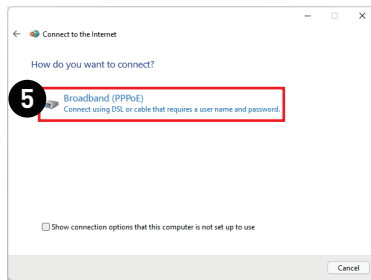 Connect to the Internet
How do you want to connect?
5
Broadband (PPPoE)
Connect using DSL or cable that requires a user name and password.
Show connection options that this computer is not set up to use
Cancel